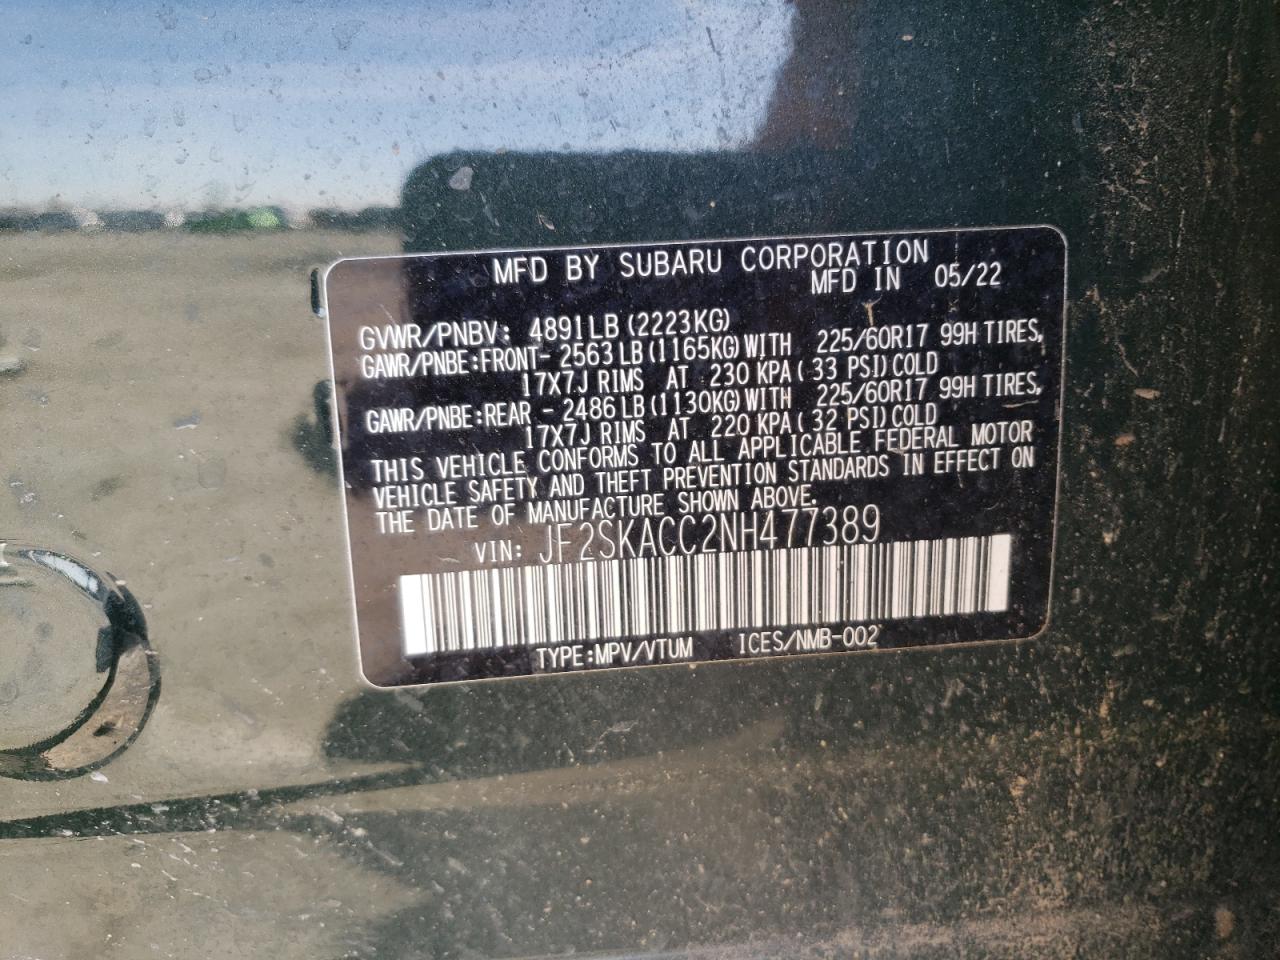 MFD BY SUBARU CORPORATION
MFD IN 05/22
GVWR/PNBV: 4891LB(2223KG)
GAWR/PNBE:FRONT- 2563LB(1165KG)WITH 225/60R17 99H TIRES,
17X7J RIMS AT 230 KPA( 33 PSI)COLD
GAWR/PNBE:REAR - 2486LB(1130KG)WITH 225/60R17 99H TIRES,
17X7J RIMS AT 220 KPA( 32 PSI)COLD
THIS VEHICLE CONFORMS TO ALL APPLICABLE FEDERAL MOTOR
VEHICLE SAFETY AND THEFT PREVENTION STANDARDS IN EFFECT ON
THE DATE OF MANUFACTURE SHOWN ABOVE.
VIN: JF2SKACC2NH477389
TYPE:MPV/VTUM ICES/NMB-002